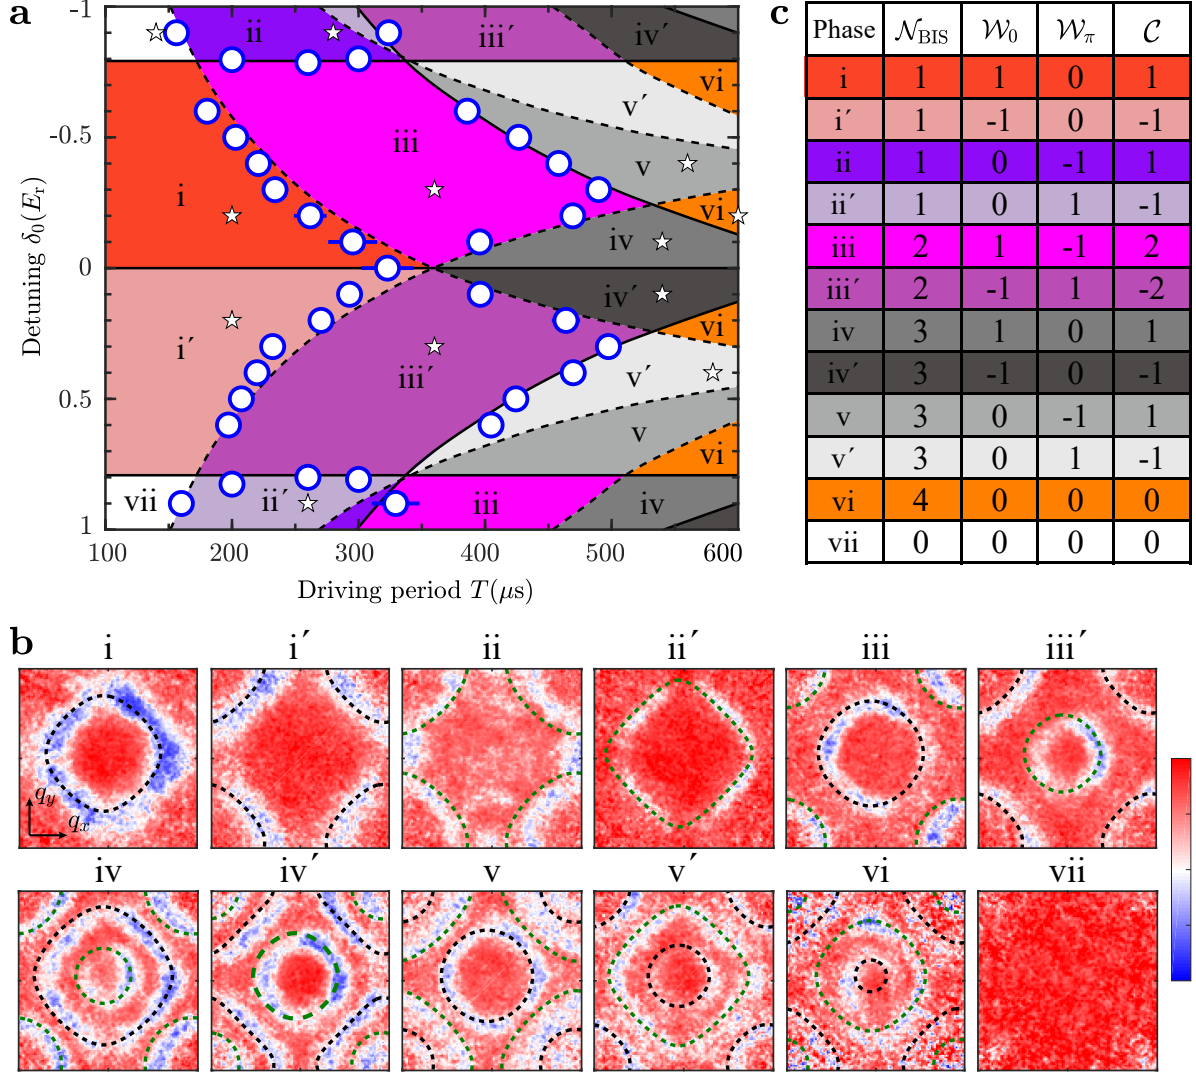 a
Detuning δ₀(Eᵣ)
-1
-0.5
0
0.5
1
ii
iii´
iv´
vi
v´
iii
v
i
vi
iv
iv´
vi
i´
iii´
v´
v
vi
vii
ii´
iii
iv
100
200
300
400
500
600
Driving period T(μs)
c
Phase 𝒩_BIS 𝒲₀ 𝒲_π 𝒞
i 1 1 0 1
i´ 1 -1 0 -1
ii 1 0 -1 1
ii´ 1 0 1 -1
iii 2 1 -1 2
iii´ 2 -1 1 -2
iv 3 1 0 1
iv´ 3 -1 0 -1
v 3 0 -1 1
v´ 3 0 1 -1
vi 4 0 0 0
vii 0 0 0 0
b
i i´ ii ii´ iii iii´
q_y
q_x
iv iv´ v v´ vi vii